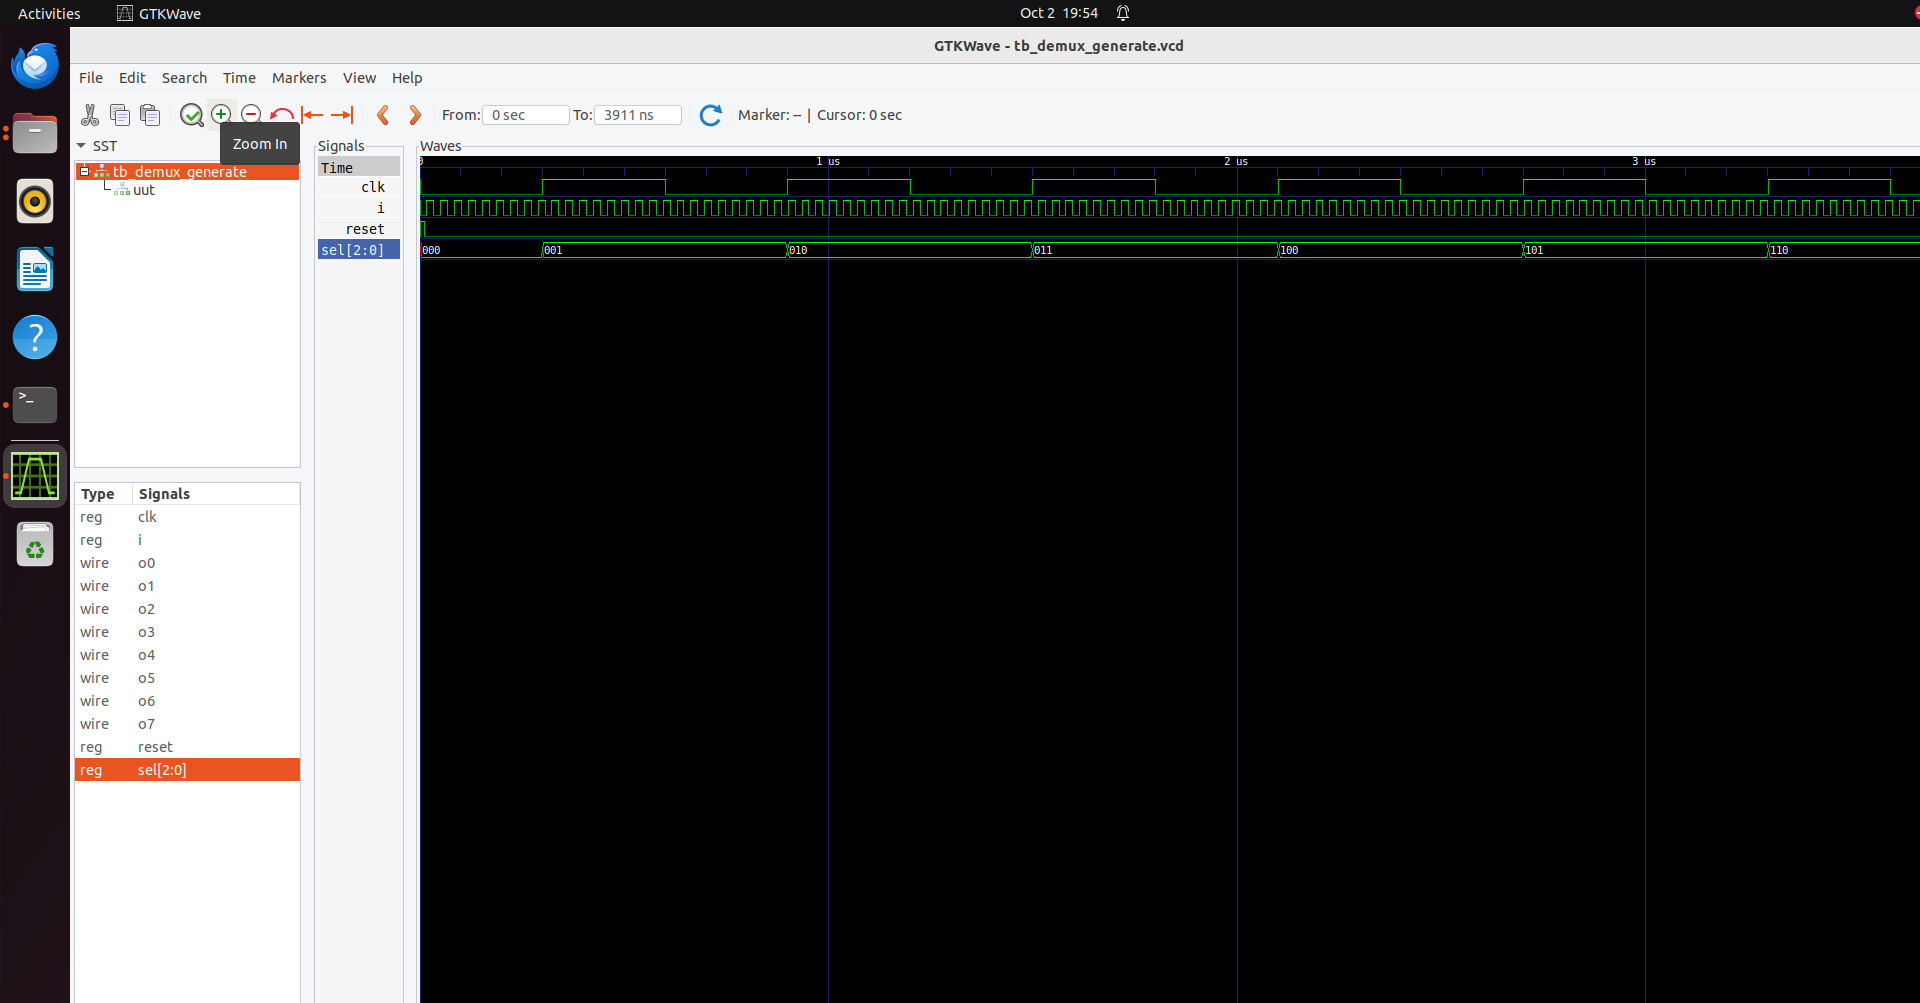 Activities GTKWave Oct 2 19:54
GTKWave - tb_demux_generate.vcd
File Edit Search Time Markers View Help
From: 0 sec To: 3911 ns Marker: -- | Cursor: 0 sec
Zoom In
SST
tb_demux_generate
uut
Type Signals
reg clk
reg i
wire o0
wire o1
wire o2
wire o3
wire o4
wire o5
wire o6
wire o7
reg reset
reg sel[2:0]
Signals
Time
clk
i
reset
sel[2:0]
Waves
0 1 us 2 us 3 us
000 001 010 011 100 101 110
>_
?